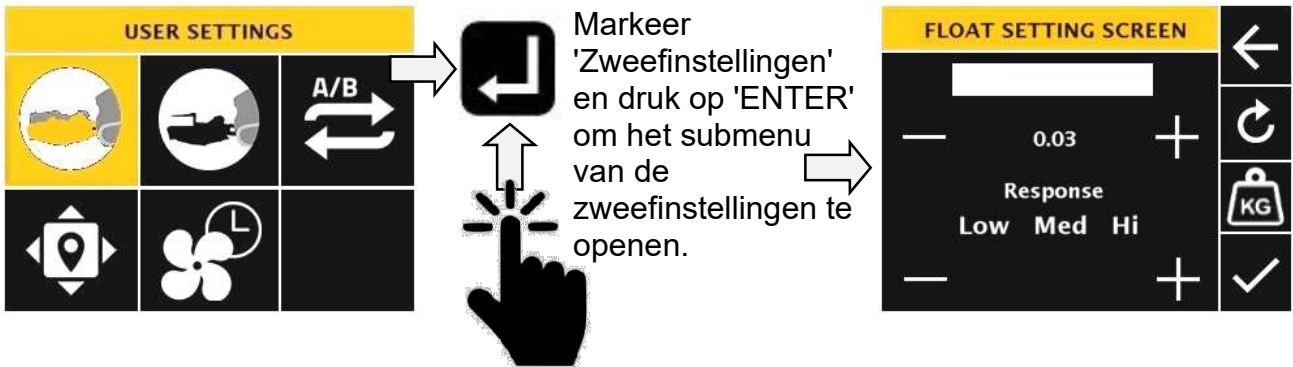 USER SETTINGS
A/B
Markeer
'Zweefinstellingen'
en druk op 'ENTER'
om het submenu
van de
zweefinstellingen te
openen.
FLOAT SETTING SCREEN
0.03
Response
Low Med Hi
KG